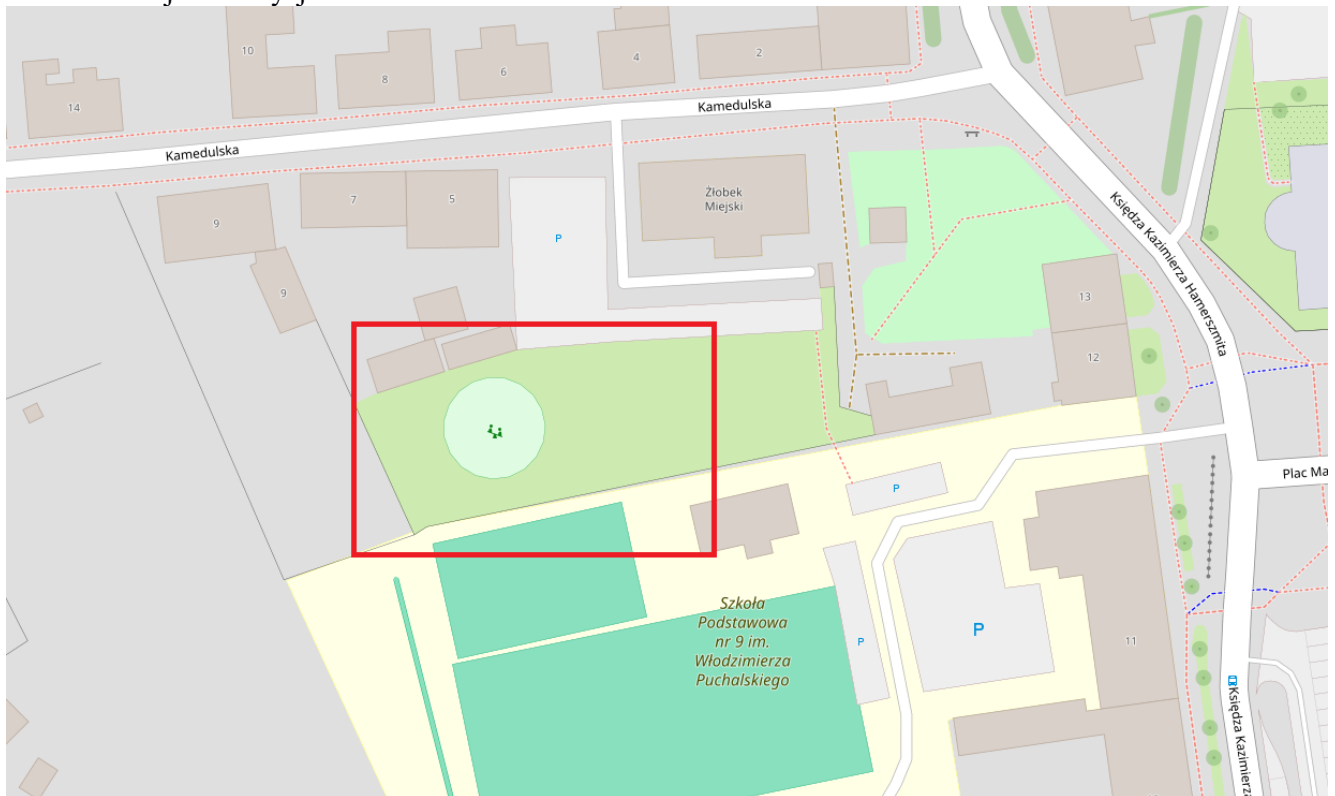 10
2
4
8
6
14
Kamedulska
Kamedulska
Żłobek
Miejski
7
5
9
P
Księdza Kazimierza Hamerszmita
9
13
12
Plac Ma
P
P
Szkoła
Podstawowa
nr 9 im.
Włodzimierza
Puchalskiego
P
11
Księdza Kazimierza